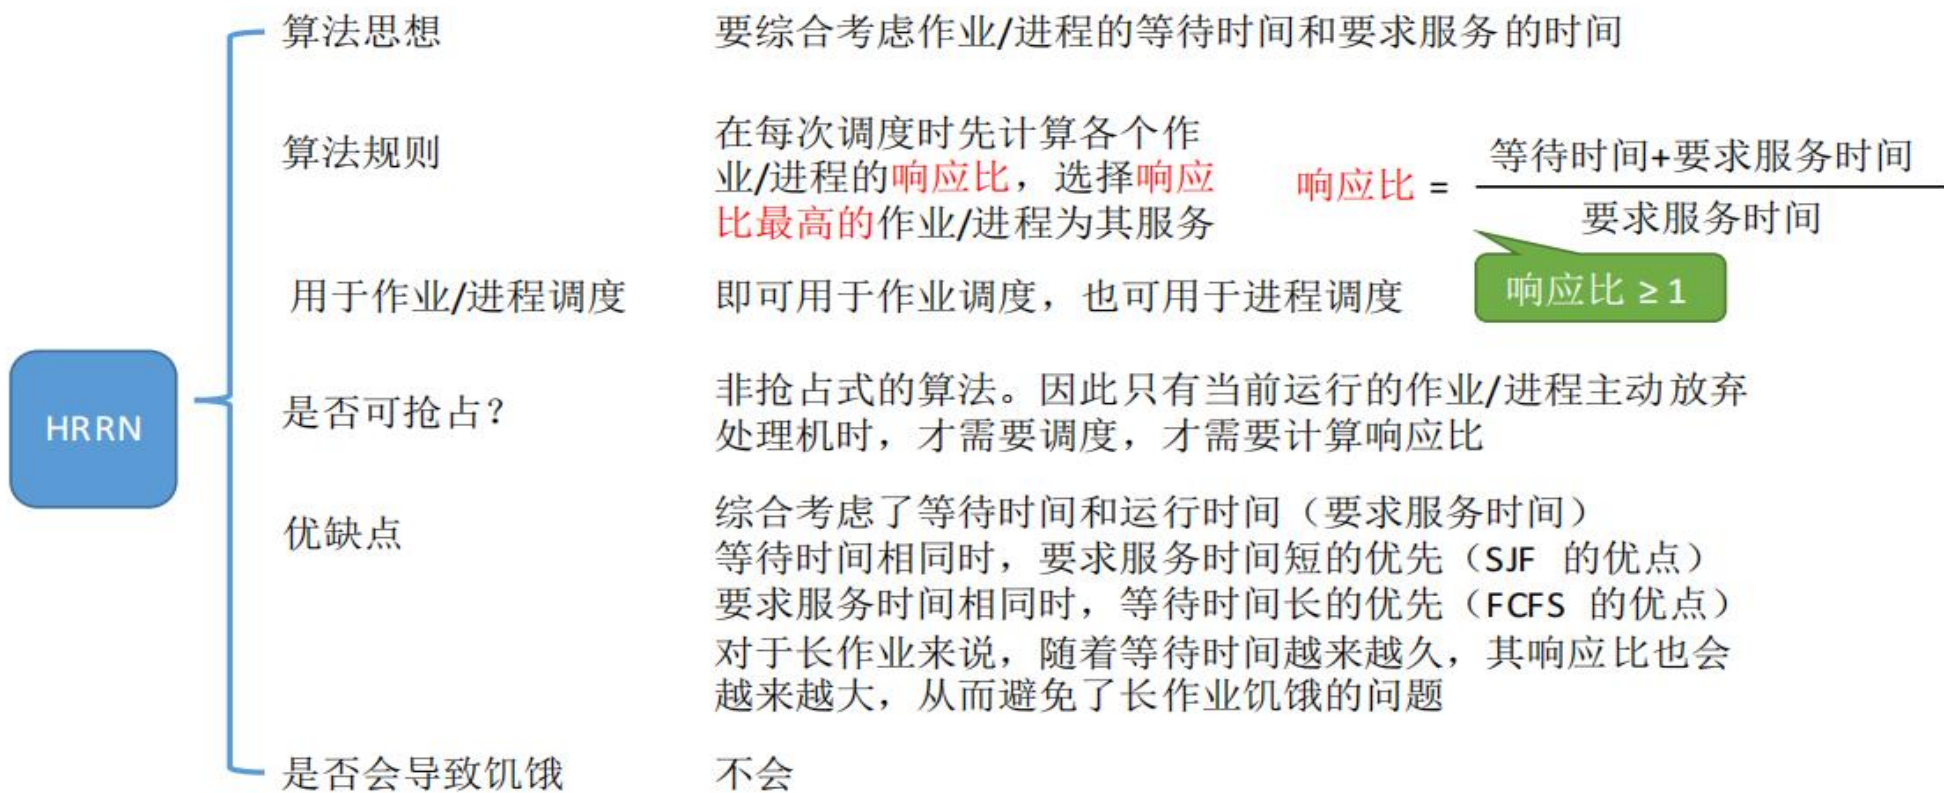 算法思想
要综合考虑作业/进程的等待时间和要求服务的时间
算法规则
在每次调度时先计算各个作
业/进程的响应比，选择响应
比最高的作业/进程为其服务
响应比 =
等待时间+要求服务时间
要求服务时间
响应比 ≥ 1
用于作业/进程调度
即可用于作业调度，也可用于进程调度
HRRN
是否可抢占？
非抢占式的算法。因此只有当前运行的作业/进程主动放弃
处理机时，才需要调度，才需要计算响应比
优缺点
综合考虑了等待时间和运行时间（要求服务时间）
等待时间相同时，要求服务时间短的优先（SJF 的优点）
要求服务时间相同时，等待时间长的优先（FCFS 的优点）
对于长作业来说，随着等待时间越来越久，其响应比也会
越来越大，从而避免了长作业饥饿的问题
是否会导致饥饿
不会